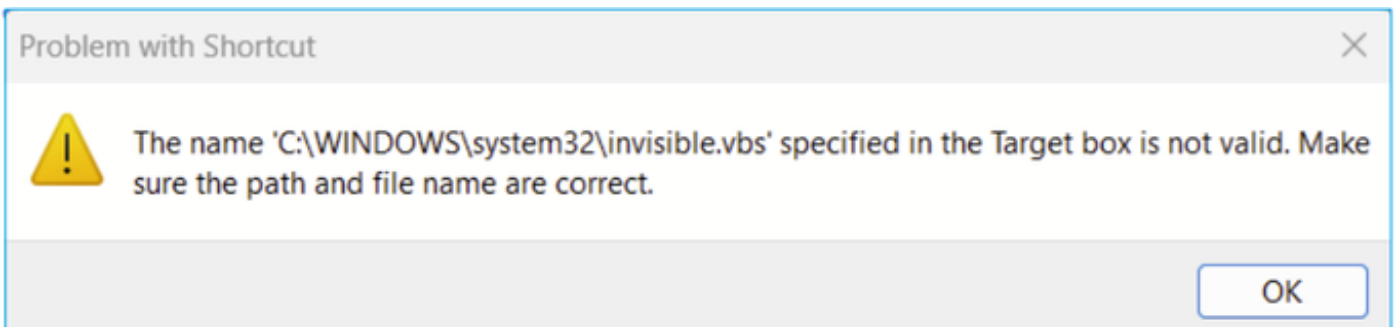 Problem with Shortcut
The name 'C:\WINDOWS\system32\invisible.vbs' specified in the Target box is not valid. Make
sure the path and file name are correct.
OK